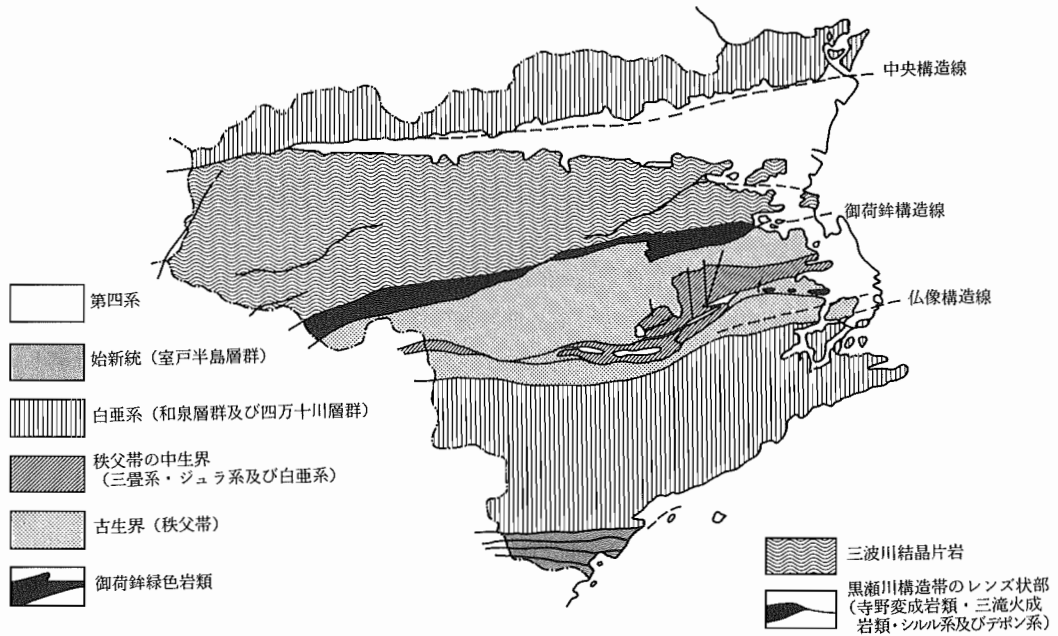 中央構造線
御荷鉾構造線
仏像構造線
第四系
始新統（室戸半島層群）
白亜系（和泉層群及び四万十川層群）
秩父帯の中生界
（三畳系・ジュラ系及び白亜系）
古生界（秩父帯）
御荷鉾緑色岩類
三波川結晶片岩
黒瀬川構造帯のレンズ状部
（寺野変成岩類・三滝火成
岩類・シルル系及びデボン系）